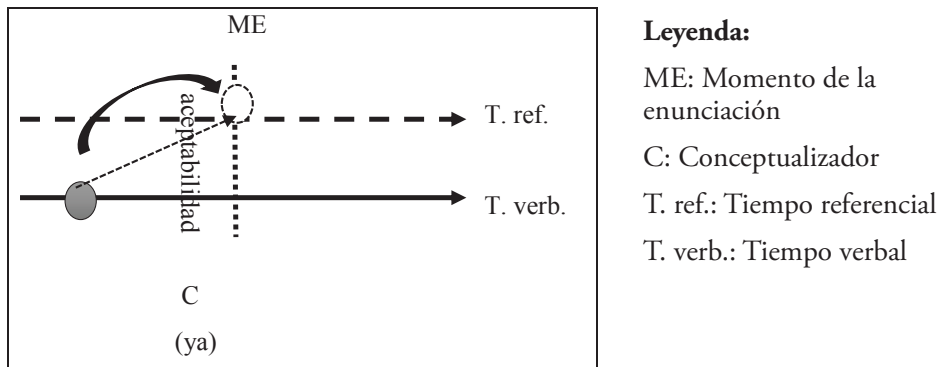 ME
aceptabilidad
T. ref.
T. verb.
C
(ya)
Leyenda:
ME: Momento de la
enunciación
C: Conceptualizador
T. ref.: Tiempo referencial
T. verb.: Tiempo verbal